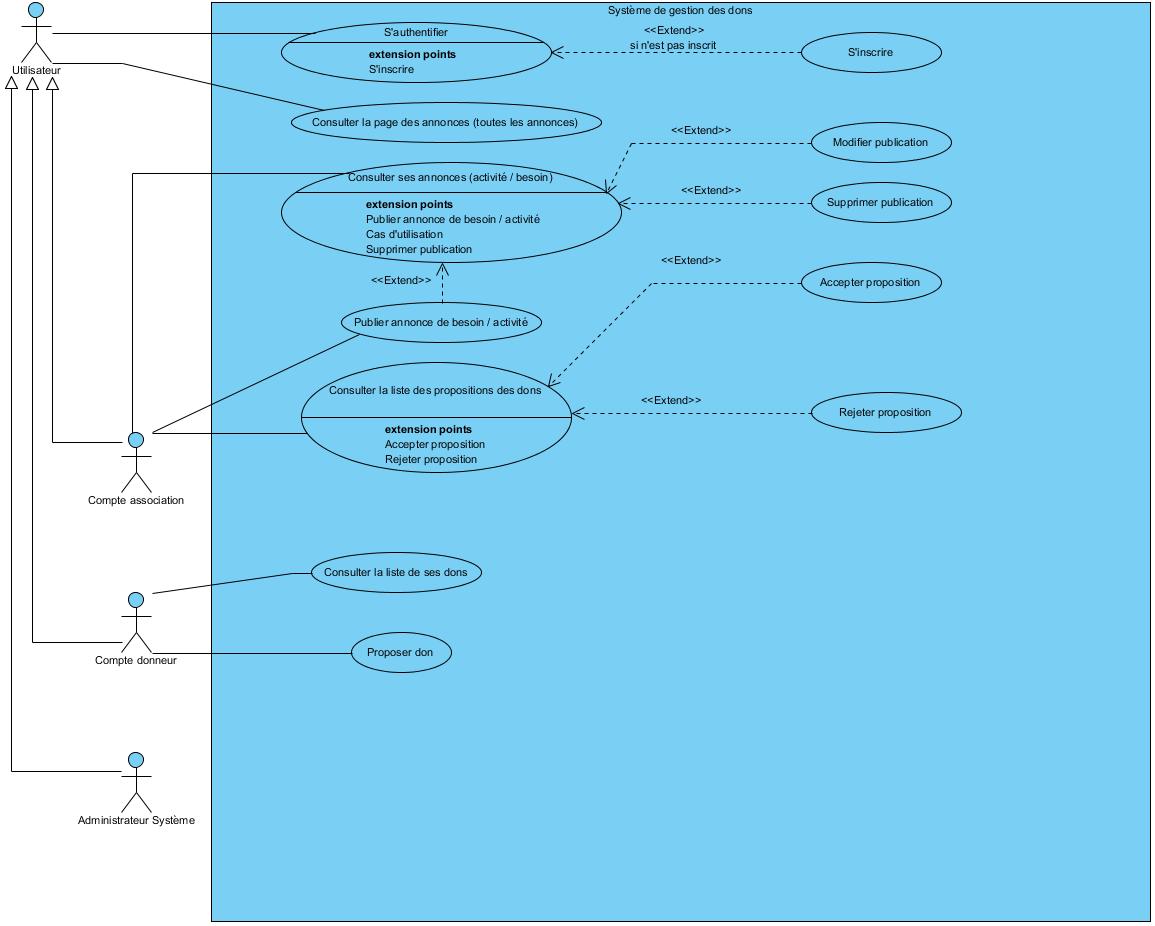 Système de gestion des dons
Utilisateur
S'authentifier
extension points
S'inscrire
<<Extend>>
si n'est pas inscrit
S'inscrire
Consulter la page des annonces (toutes les annonces)
<<Extend>>
Modifier publication
Consulter ses annonces (activité / besoin)
extension points
Publier annonce de besoin / activité
Cas d'utilisation
Supprimer publication
<<Extend>>
Supprimer publication
<<Extend>>
Accepter proposition
<<Extend>>
Publier annonce de besoin / activité
Consulter la liste des propositions des dons
extension points
Accepter proposition
Rejeter proposition
<<Extend>>
Rejeter proposition
Compte association
Consulter la liste de ses dons
Compte donneur
Proposer don
Administrateur Système